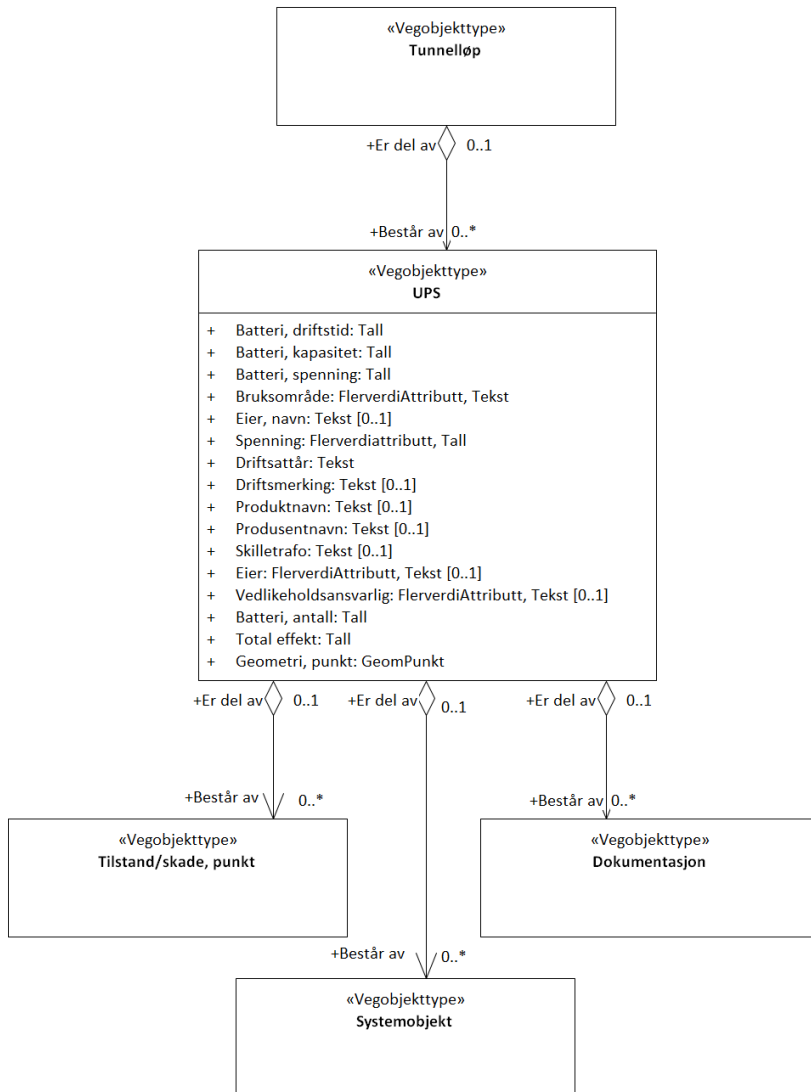 «Vegobjekttype»
Tunnelløp
+Er del av 0..1
+Består av 0..*
«Vegobjekttype»
UPS
+ Batteri, driftstid: Tall
+ Batteri, kapasitet: Tall
+ Batteri, spenning: Tall
+ Bruksområde: FlerverdiAttributt, Tekst
+ Eier, navn: Tekst [0..1]
+ Spenning: Flerverdiattributt, Tall
+ Driftsattår: Tekst
+ Driftsmerking: Tekst [0..1]
+ Produktnavn: Tekst [0..1]
+ Produsentnavn: Tekst [0..1]
+ Skilletrafo: Tekst [0..1]
+ Eier: FlerverdiAttributt, Tekst [0..1]
+ Vedlikeholdsansvarlig: FlerverdiAttributt, Tekst [0..1]
+ Batteri, antall: Tall
+ Total effekt: Tall
+ Geometri, punkt: GeomPunkt
+Er del av 0..1 +Er del av 0..1 +Er del av 0..1
+Består av 0..* +Består av 0..*
«Vegobjekttype» «Vegobjekttype»
Tilstand/skade, punkt Dokumentasjon
+Består av 0..*
«Vegobjekttype»
Systemobjekt